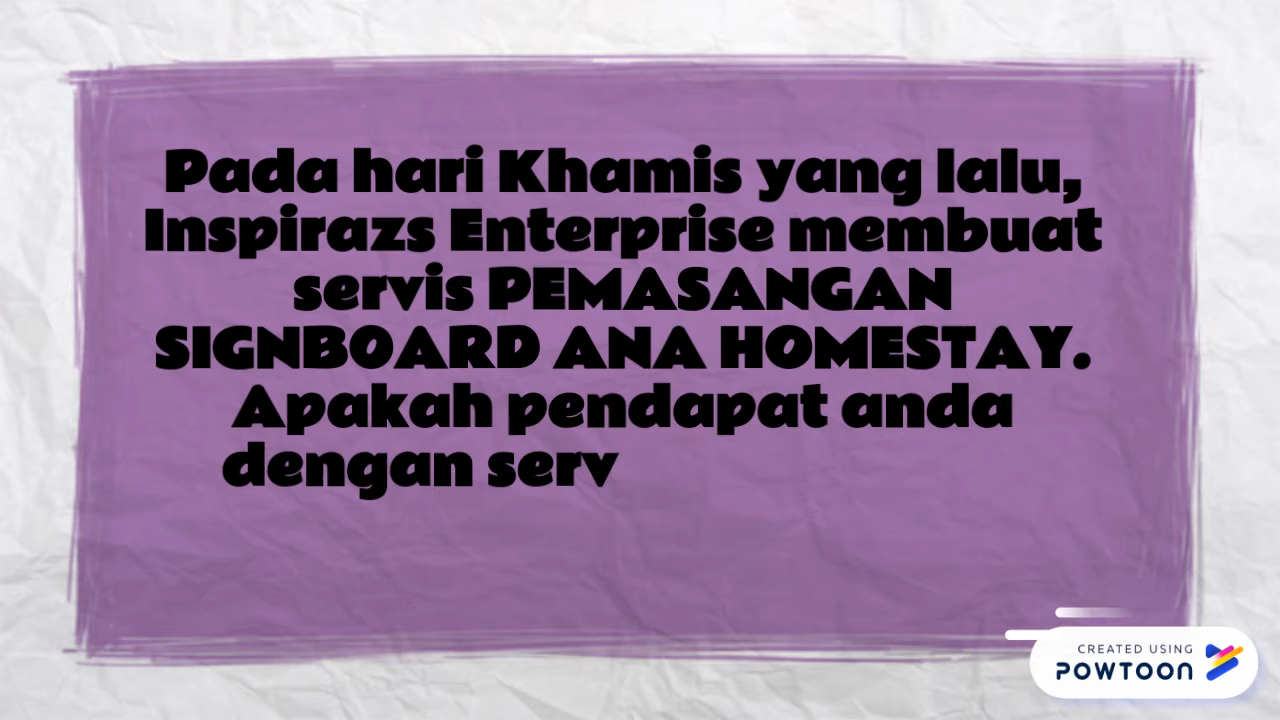 Pada hari Khamis yang lalu,
Inspirazs Enterprise membuat
servis PEMASANGAN
SIGNBOARD ANA HOMESTAY.
Apakah pendapat anda
dengan serv
CREATED USING
POWTOON